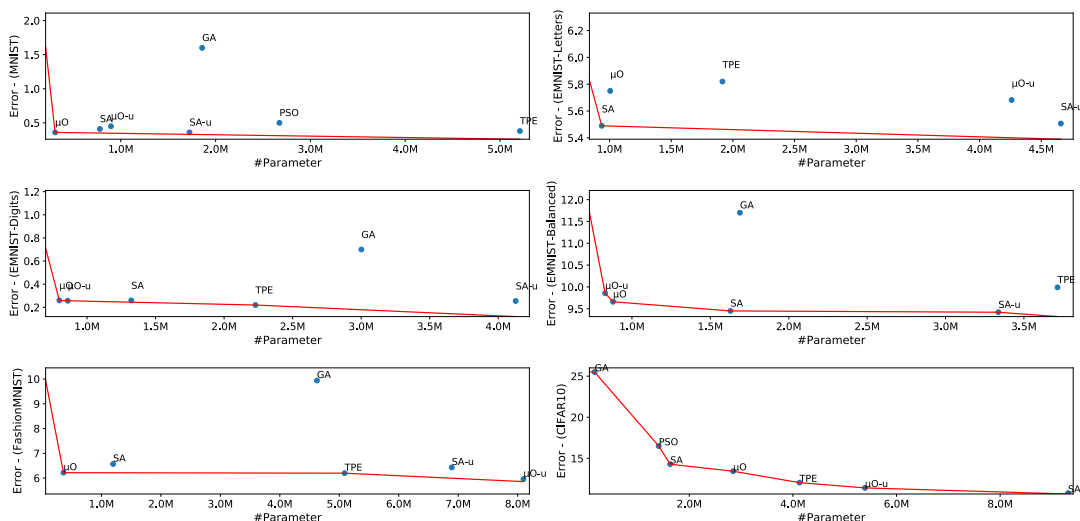 2.0
1.5
1.0
0.5
Error - (MNIST)
GA
µO
SA
µO-u
SA-u
PSO
TPE
1.0M 2.0M 3.0M 4.0M 5.0M
#Parameter
6.2
6.0
5.8
5.6
5.4
Error - (EMNIST-Letters)
µO
TPE
µO-u
SA
SA-u
1.0M 1.5M 2.0M 2.5M 3.0M 3.5M 4.0M 4.5M
#Parameter
1.2
1.0
0.8
0.6
0.4
0.2
Error - (EMNIST-Digits)
GA
µO
µO-u
SA
TPE
SA-u
1.0M 1.5M 2.0M 2.5M 3.0M 3.5M 4.0M
#Parameter
12.0
11.5
11.0
10.5
10.0
9.5
Error - (EMNIST-Balanced)
GA
TPE
µO-u
µO
SA
SA-u
1.0M 1.5M 2.0M 2.5M 3.0M 3.5M
#Parameter
10
9
8
7
6
Error - (FashionMNIST)
GA
µO
SA
TPE
SA-u
µO-u
1.0M 2.0M 3.0M 4.0M 5.0M 6.0M 7.0M 8.0M
#Parameter
25
20
15
Error - (CIFAR10)
GA
PSO
SA
µO
TPE
µO-u
SA
2.0M 4.0M 6.0M 8.0M
#Parameter